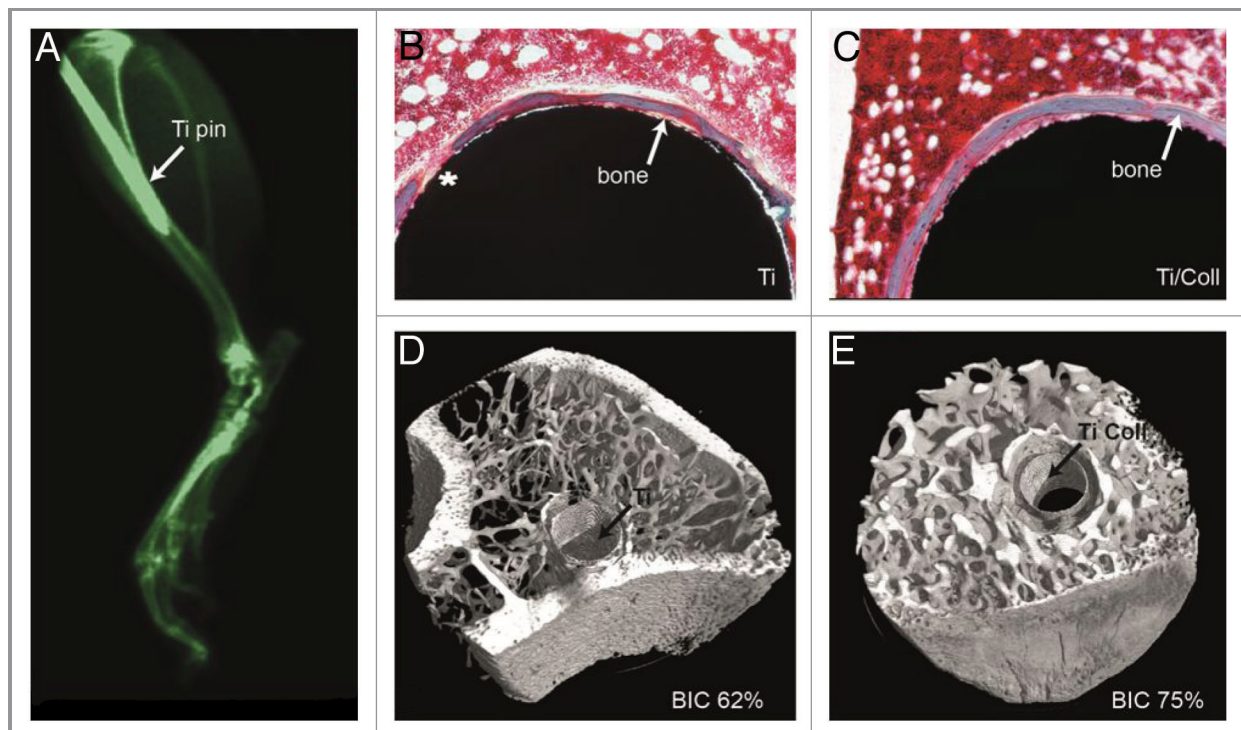 A
Ti pin
B
bone
*
Ti
C
bone
Ti/Coll
D
Ti
BIC 62%
E
Ti Coll
BIC 75%